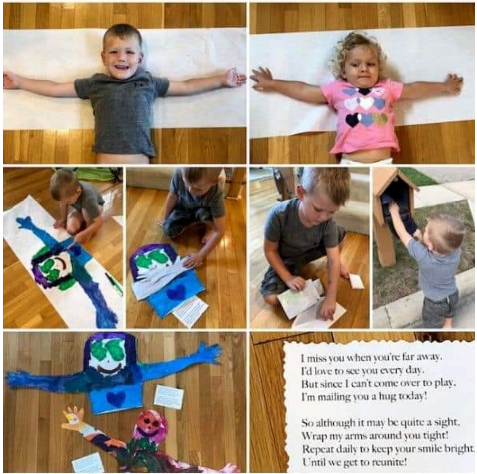 I miss you when you're far away.
I'd love to see you every day.
But since I can't come over to play,
I'm mailing you a hug today!
So although it may be quite a sight,
Wrap my arms around you tight!
Repeat daily to keep your smile bright
Until we get to reunite!